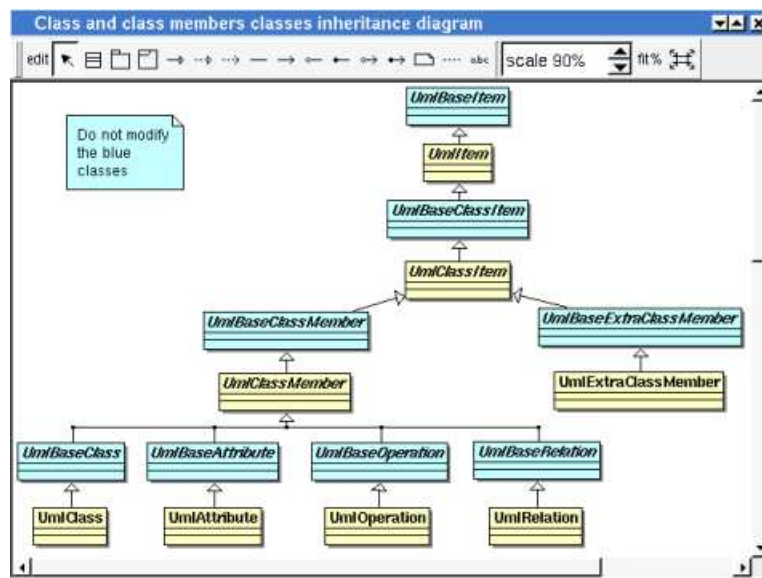 Class and class members classes inheritance diagram
edit
abc
scale 90%
fit%
UmlBaseItem
Do not modify
the blue
classes
UmlItem
UmlBaseClassItem
UmlClassItem
UmlBaseClassMember
UmlBaseExtraClassMember
UmlClassMember
UmlExtraClassMember
UmlBaseClass
UmlBaseAttribute
UmlBaseOperation
UmlBaseRelation
UmlClass
UmlAttribute
UmlOperation
UmlRelation